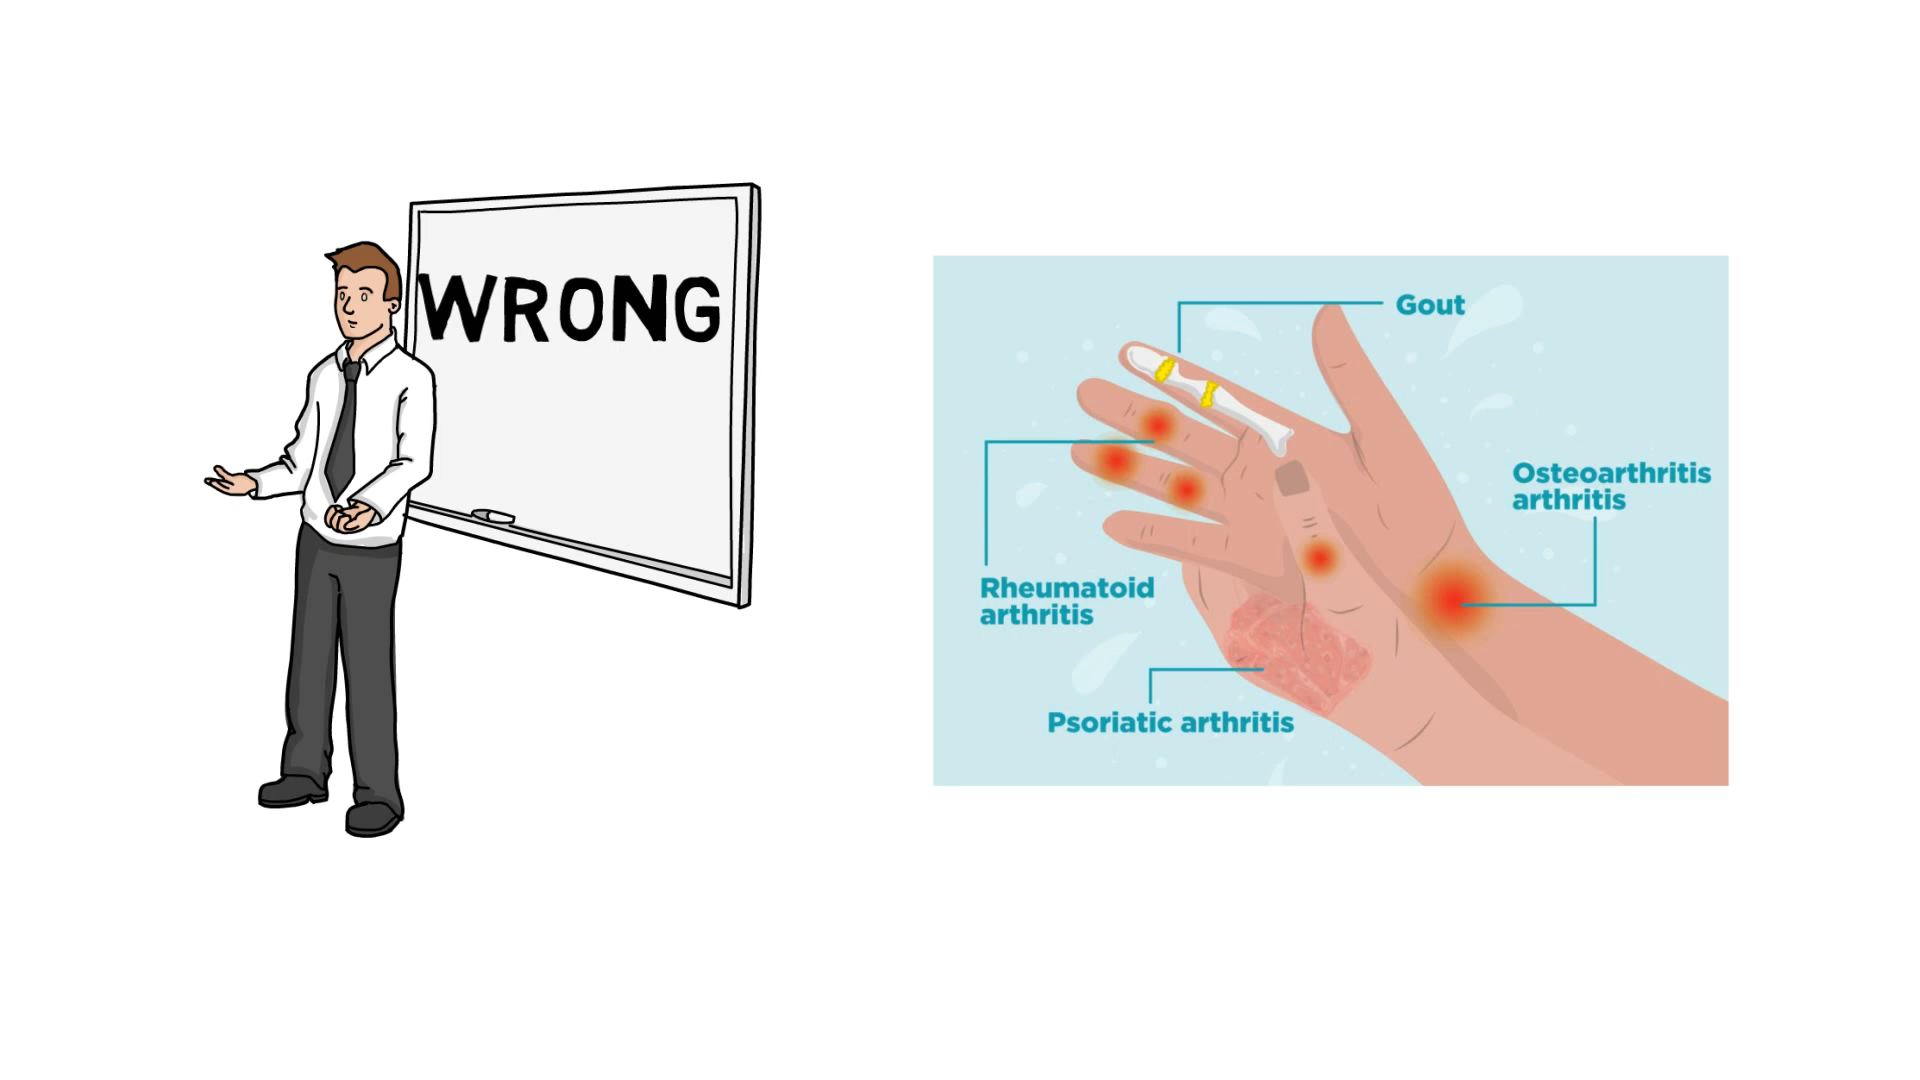 WRONG
Gout
Osteoarthritis
arthritis
Rheumatoid
arthritis
Psoriatic arthritis